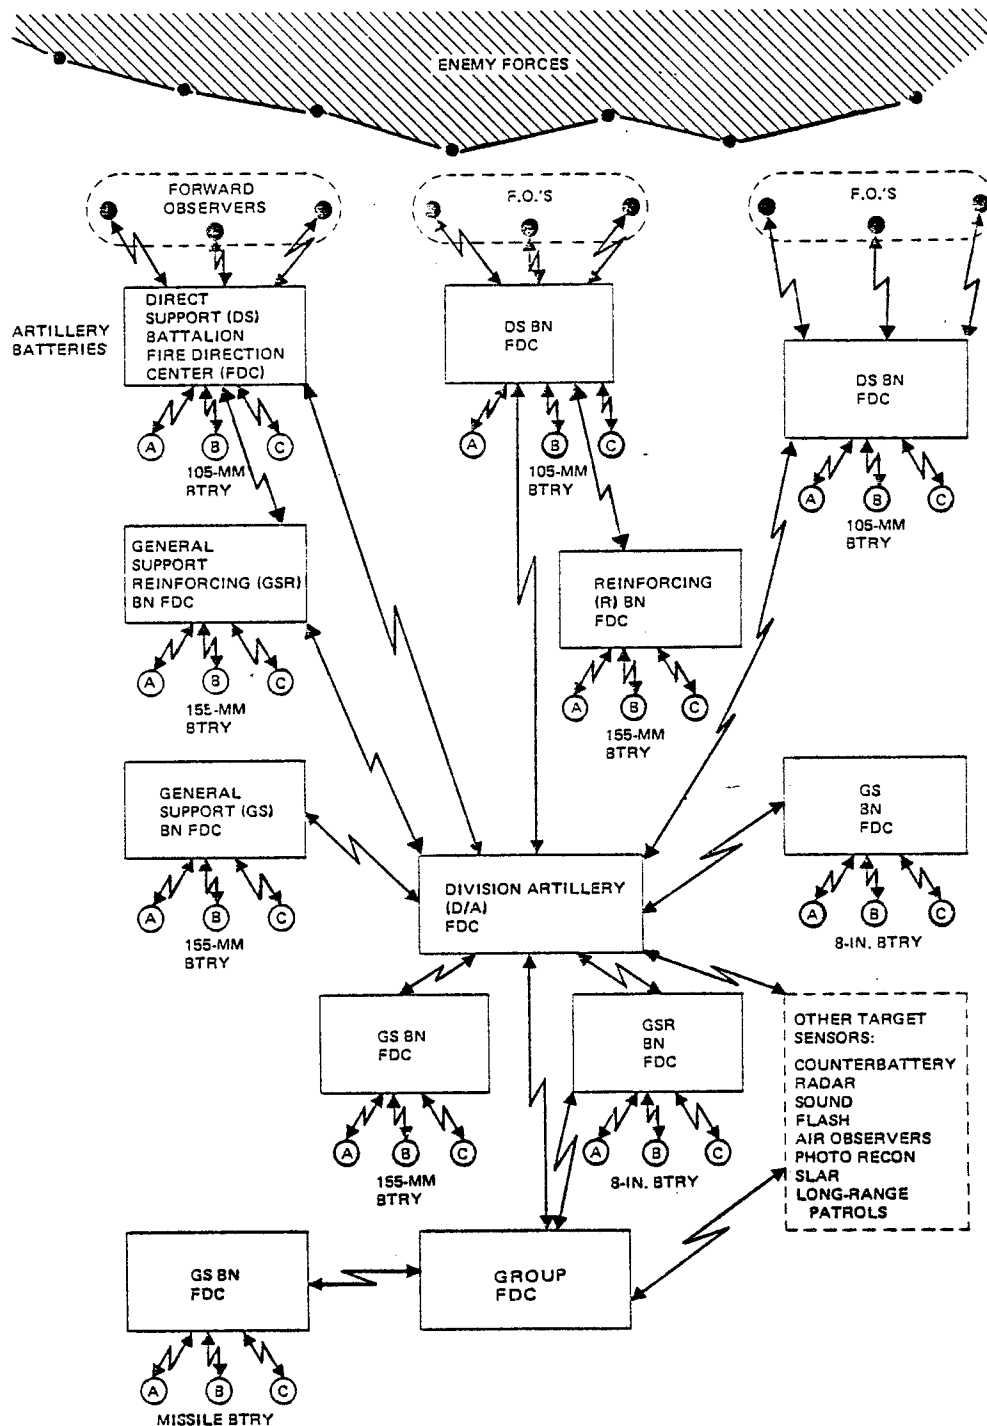 ENEMY FORCES
FORWARD
OBSERVERS
F.O.'S
F.O.'S
ARTILLERY
BATTERIES
DIRECT
SUPPORT (DS)
BATTALION
FIRE DIRECTION
CENTER (FDC)
DS BN
FDC
DS BN
FDC
A
B
C
105-MM
BTRY
A
B
C
105-MM
BTRY
A
B
C
105-MM
BTRY
GENERAL
SUPPORT
REINFORCING (GSR)
BN FDC
REINFORCING
(R) BN
FDC
A
B
C
155-MM
BTRY
A
B
C
155-MM
BTRY
GENERAL
SUPPORT (GS)
BN FDC
GS
BN
FDC
A
B
C
155-MM
BTRY
DIVISION ARTILLERY
(D/A)
FDC
A
B
C
8-IN. BTRY
GS BN
FDC
GSR
BN
FDC
OTHER TARGET
SENSORS:
COUNTERBATTERY
RADAR
SOUND
FLASH
AIR OBSERVERS
PHOTO RECON
SLAR
LONG-RANGE
PATROLS
A
B
C
155-MM
BTRY
A
B
C
8-IN. BTRY
GS BN
FDC
GROUP
FDC
A
B
C
MISSILE BTRY